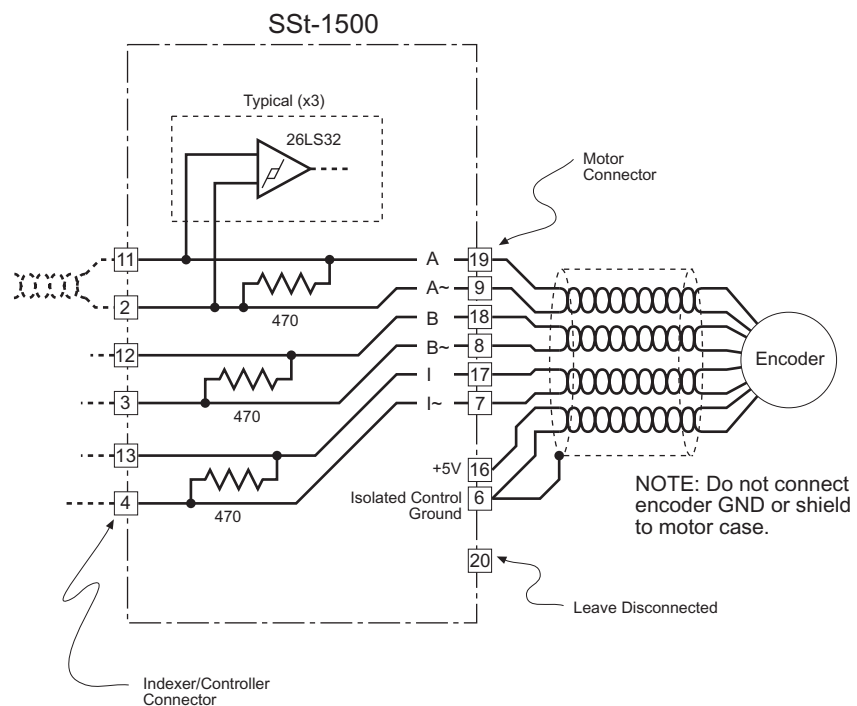 SSt-1500
Typical (x3)
26LS32
Motor
Connector
11
A
19
2
470
A~
9
12
B
18
B~
8
3
470
I
17
I~
7
13
+5V
16
4
470
Isolated Control
Ground
6
Encoder
NOTE: Do not connect
encoder GND or shield
to motor case.
20
Leave Disconnected
Indexer/Controller
Connector